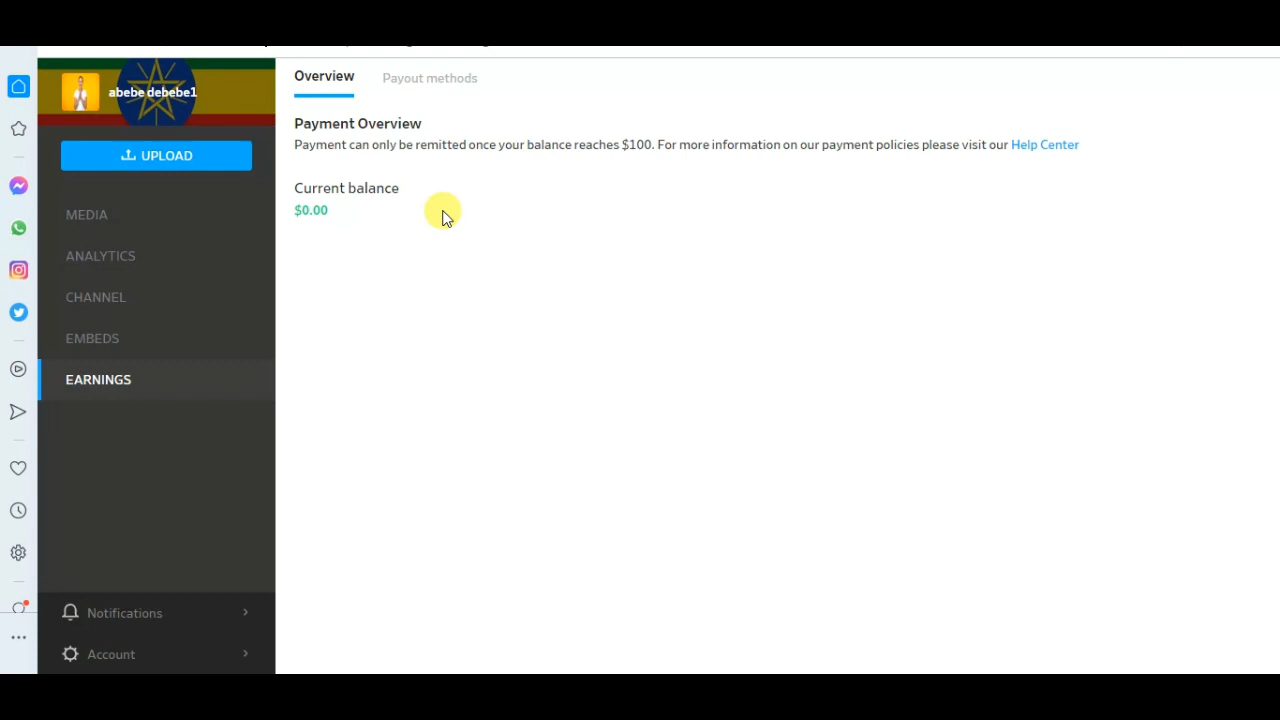 abebe debebe1
UPLOAD
MEDIA
ANALYTICS
CHANNEL
EMBEDS
EARNINGS
Notifications
Account
Overview
Payout methods
Payment Overview
Payment can only be remitted once your balance reaches $100. For more information on our payment policies please visit our Help Center
Current balance
$0.00